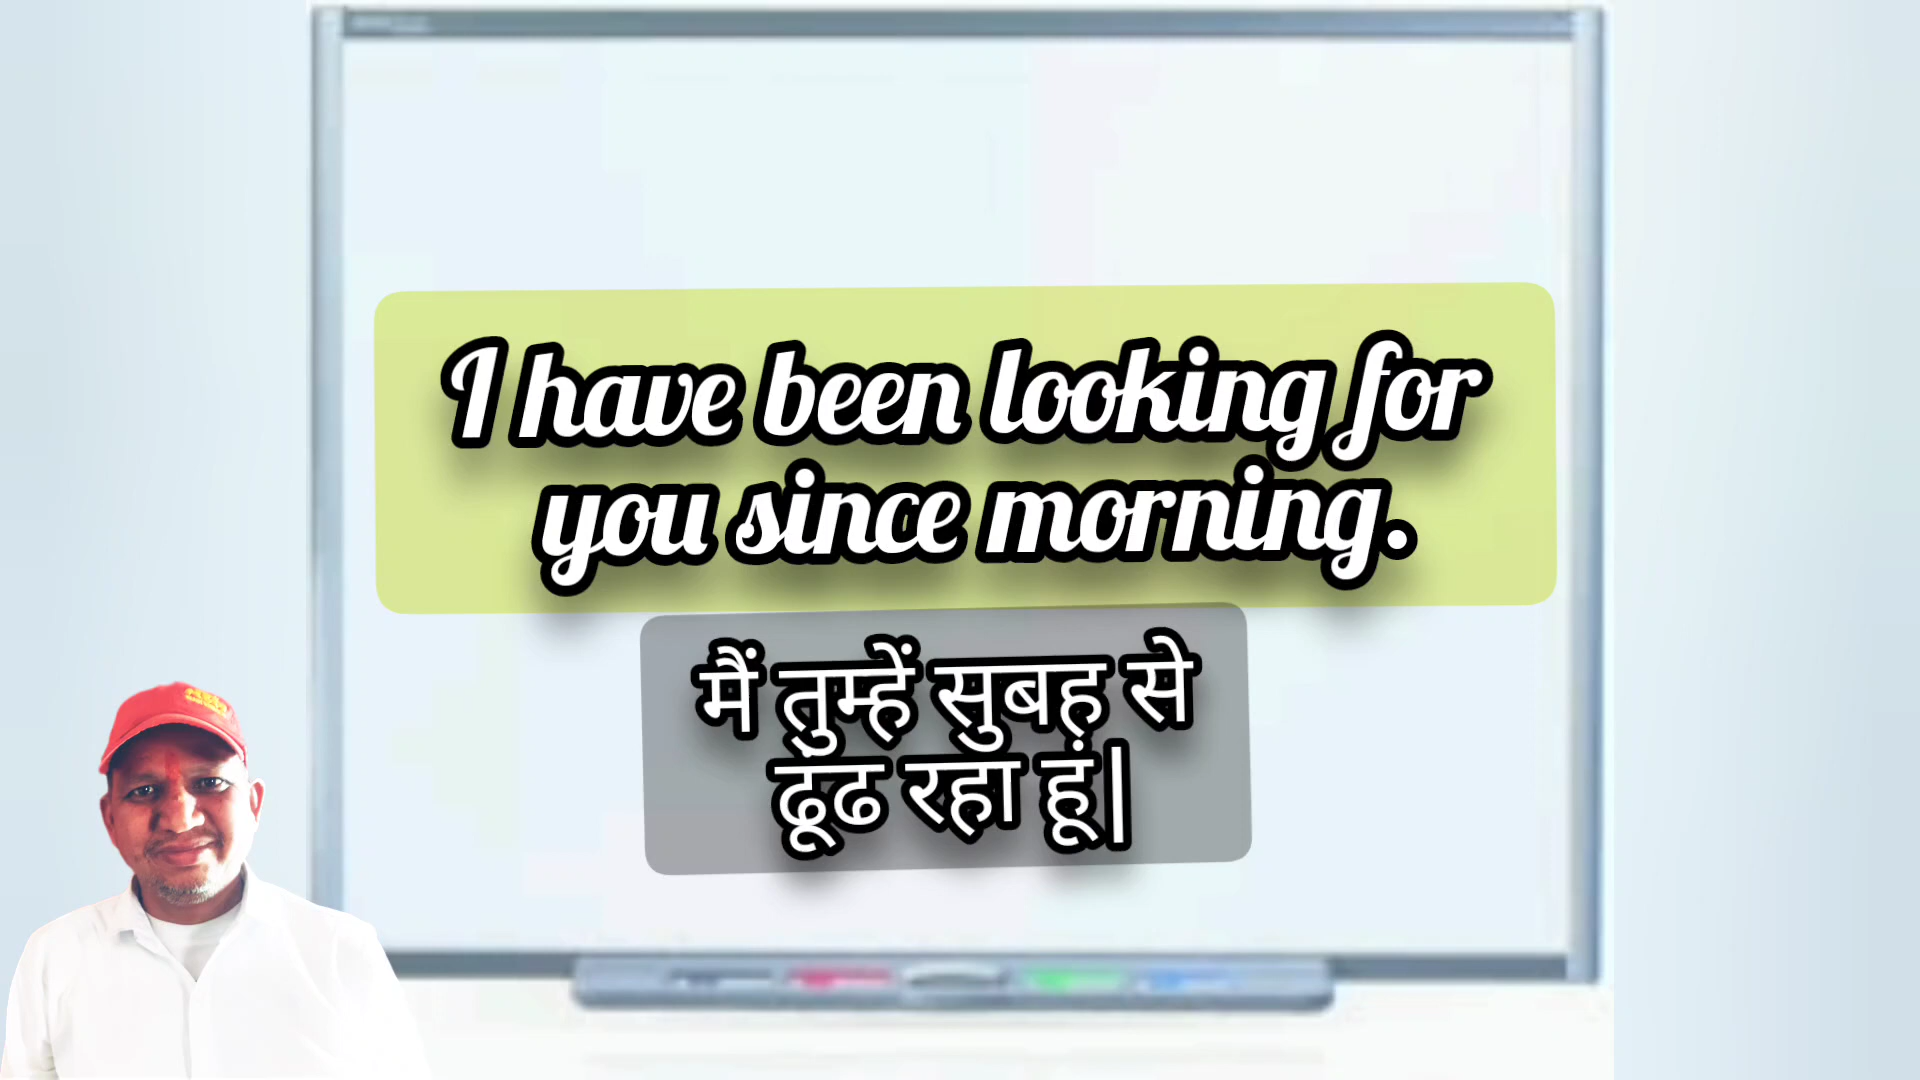 I have been looking for
you since morning.
मैं तुम्हें सुबह से
ढूंढ रहा हूं|